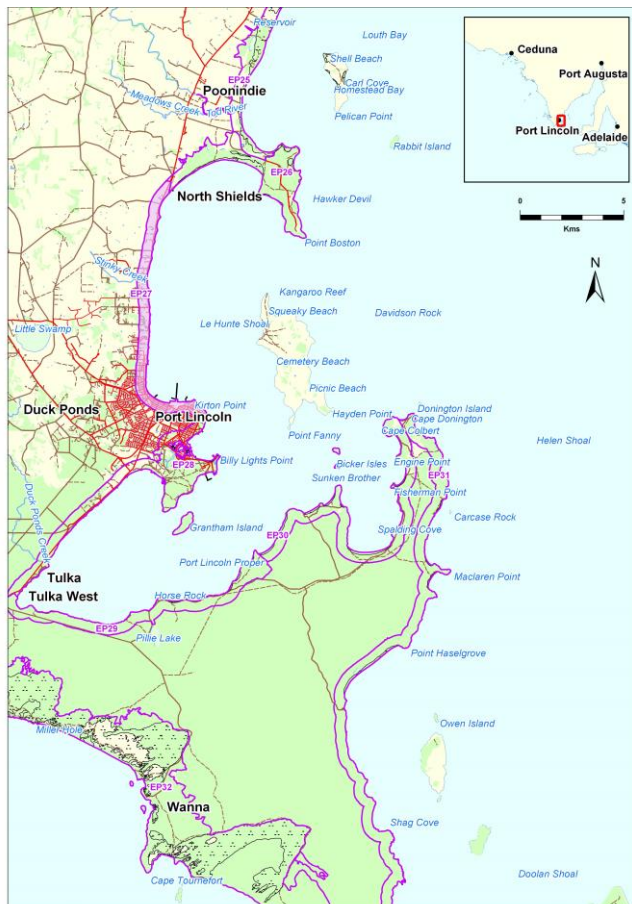 Reservoir
Louth Bay
Shell Beach
EP25
Carl Cove
Poonindie
Homestead Bay
Meadows Creek
Tod River
Pelican Point
Rabbit Island
EP26
North Shields
Hawker Devil
Point Boston
Stinky Creek
Kangaroo Reef
EP27
Squeaky Beach
Davidson Rock
Le Hunte Shoal
Little Swamp
Cemetery Beach
Picnic Beach
Kirton Point
Duck Ponds
Port Lincoln
Hayden Point
Donington Island
Cape Donington
Cape Colbert
Point Fanny
Helen Shoal
EP28
Billy Lights Point
Bicker Isles
Engine Point
Sunken Brother
EP31
Fisherman Point
Duck Ponds Creek
Grantham Island
Carcase Rock
EP30
Spalding Cove
Port Lincoln Proper
Tulka
Maclaren Point
Tulka West
Horse Rock
EP29
Pillie Lake
Point Haselgrove
Miller Hole
Owen Island
EP32
Wanna
Shag Cove
Cape Tournefort
Doolan Shoal
Ceduna
Port Augusta
Port Lincoln
Adelaide
0
5
Kms
N